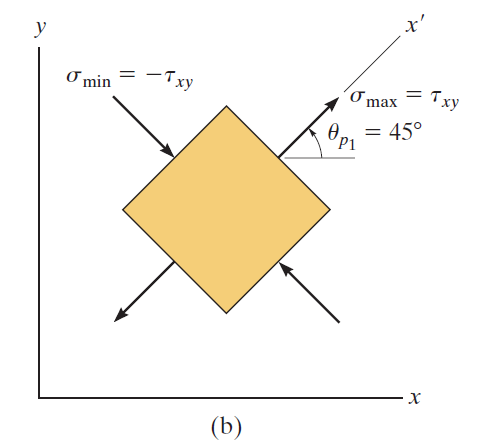 y
x′
σmin = −τxy
σmax = τxy
θp1 = 45°
x
(b)